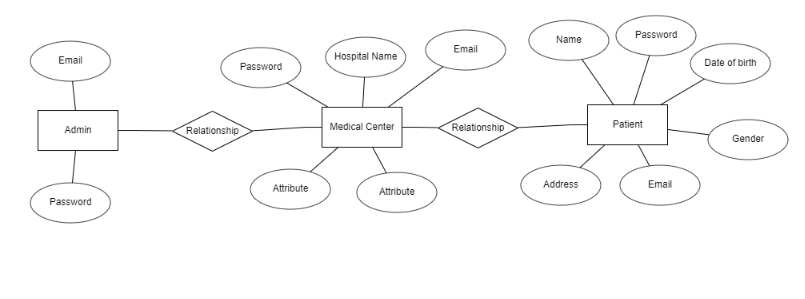 Email
Admin
Password
Relationship
Password
Hospital Name
Email
Medical Center
Attribute
Attribute
Relationship
Name
Password
Date of birth
Patient
Gender
Address
Email